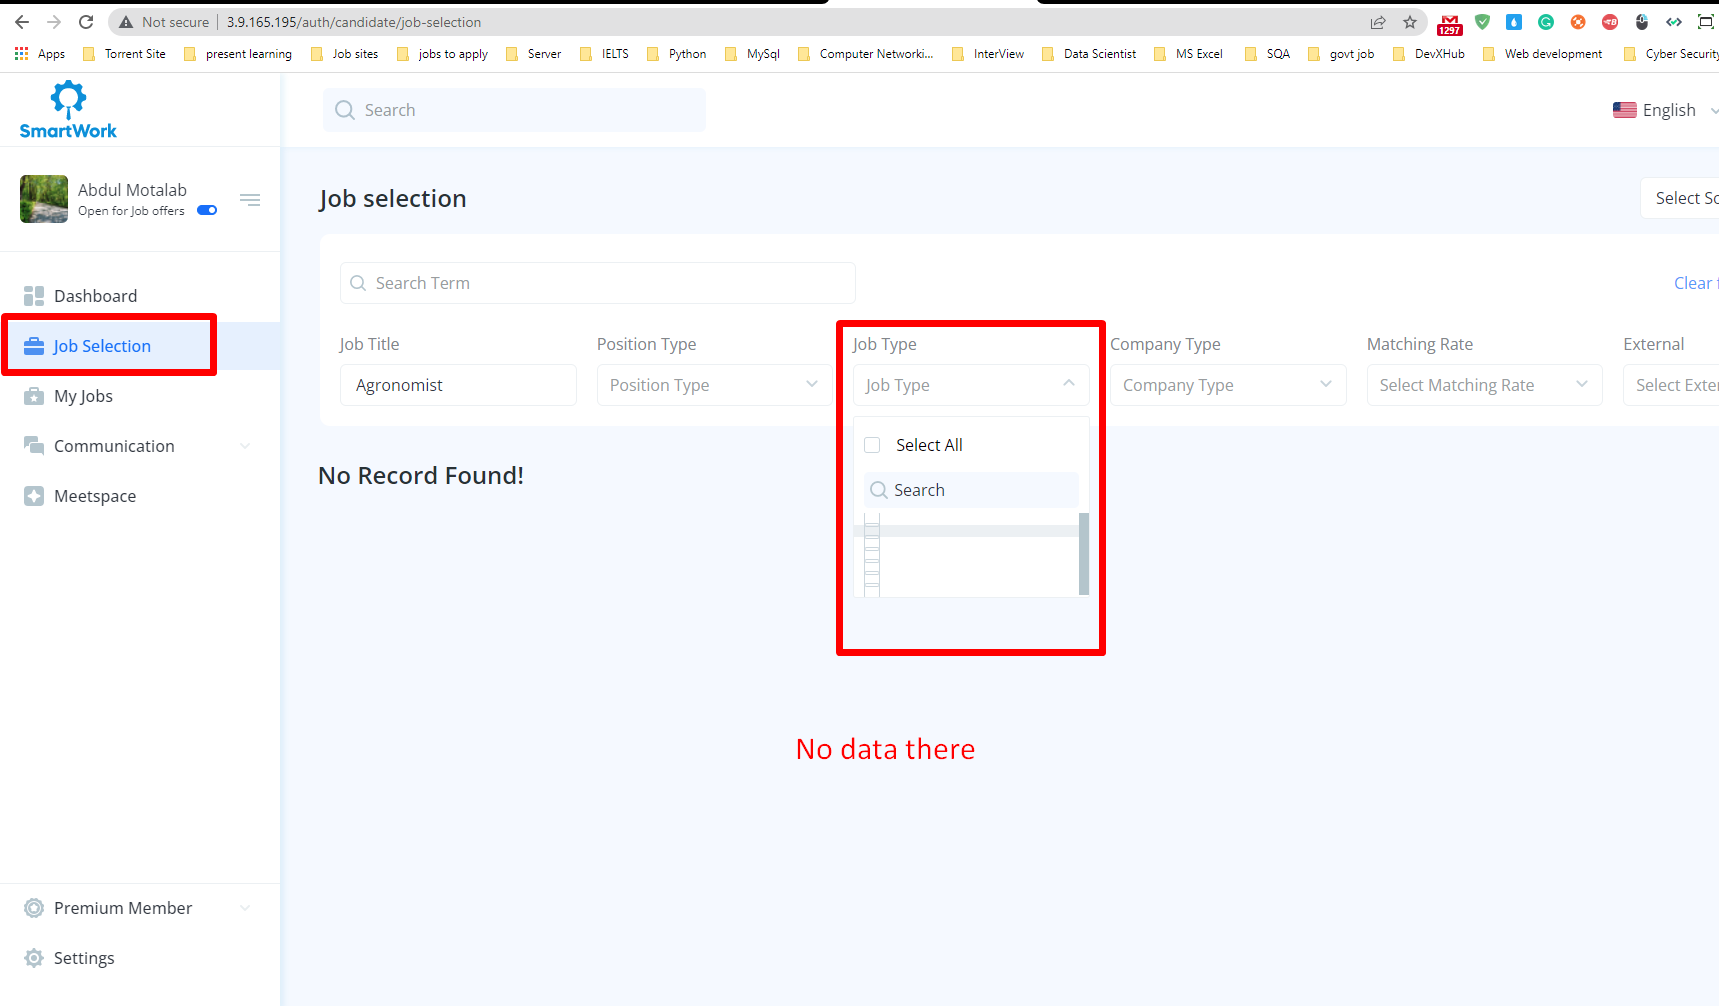 Not secure | 3.9.165.195/auth/candidate/job-selection
1297
Apps Torrent Site present learning Job sites jobs to apply Server IELTS Python MySql Computer Networki... InterView Data Scientist MS Excel SQA govt job DevXHub Web development Cyber Security
SmartWork
Search
English
Abdul Motalab
Open for Job offers
Job selection
Select Sc
Search Term
Clear f
Dashboard
Job Selection
My Jobs
Communication
Meetspace
Job Title Position Type Job Type Company Type Matching Rate External
Agronomist Position Type Job Type Company Type Select Matching Rate Select Exter
Select All
Search
No Record Found!
No data there
Premium Member
Settings